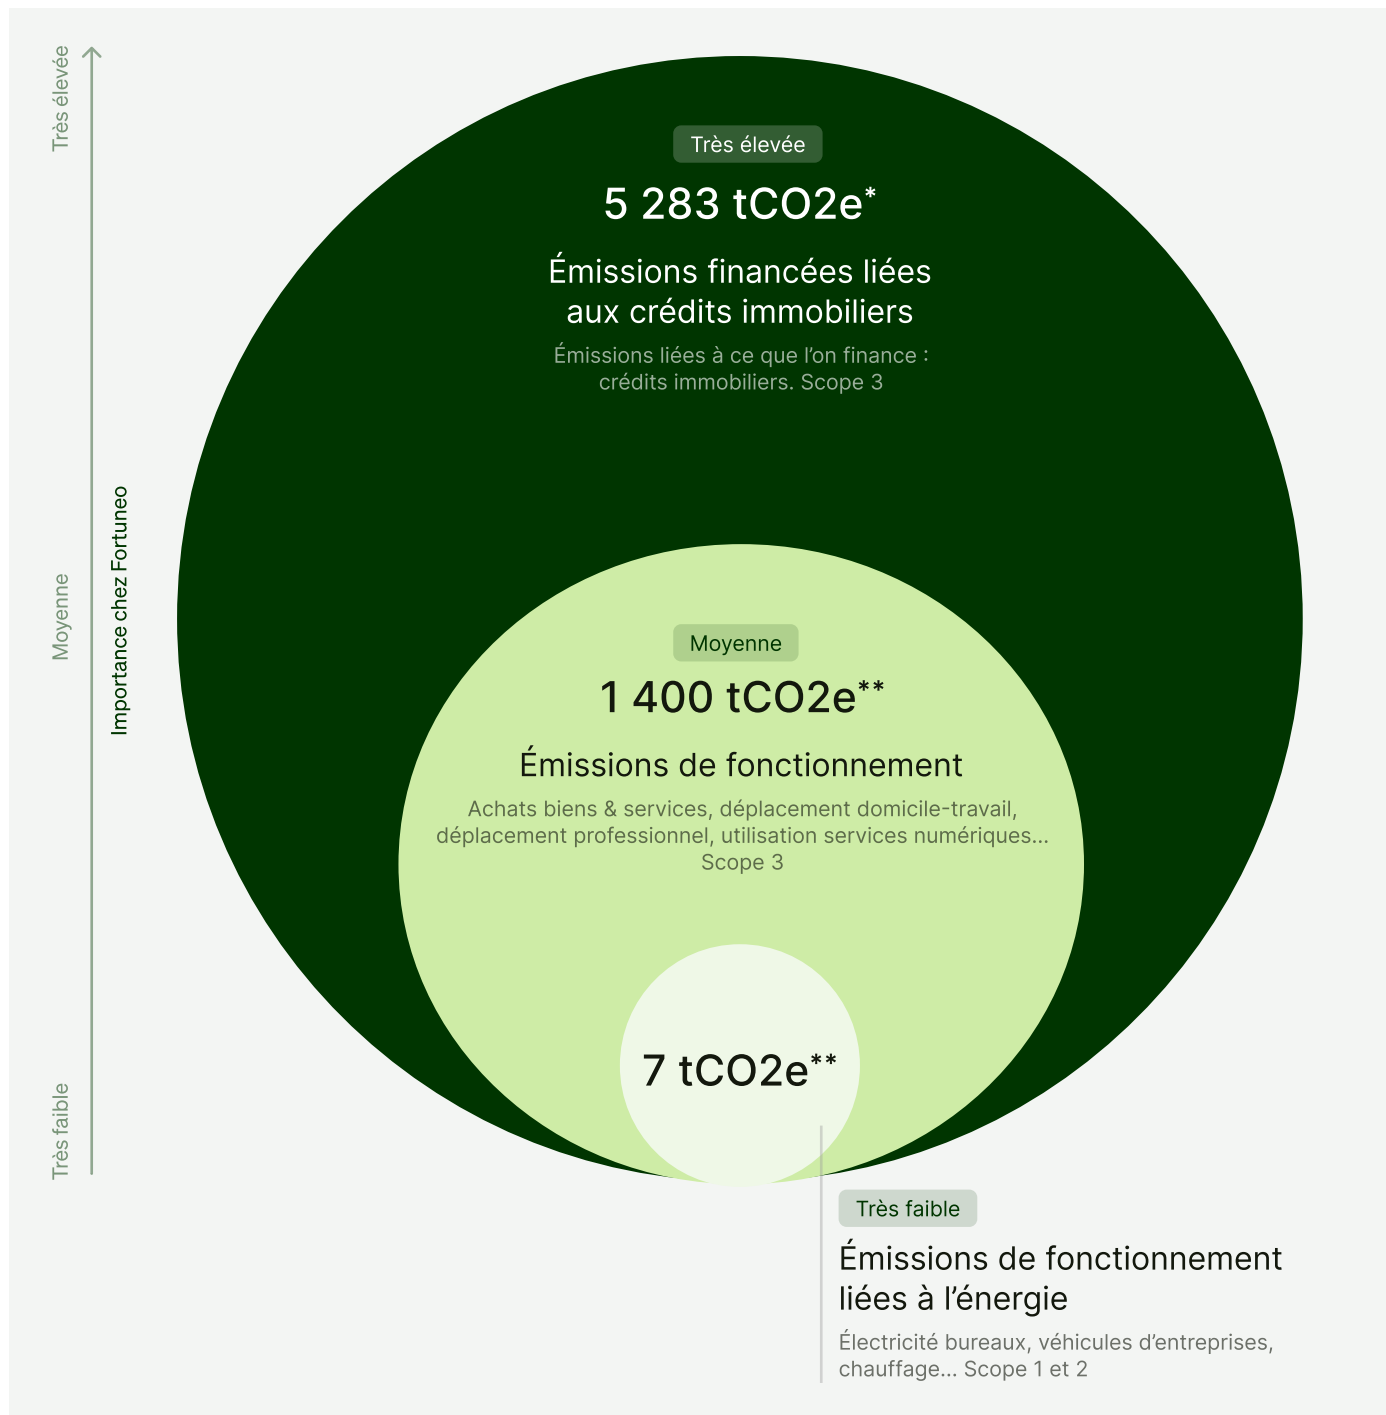 Très élevée
Moyenne
Très faible
Importance chez Fortuneo
Très élevée
5 283 tCO2e*
Émissions financées liées
aux crédits immobiliers
Émissions liées à ce que l’on finance :
crédits immobiliers. Scope 3
Moyenne
1 400 tCO2e**
Émissions de fonctionnement
Achats biens & services, déplacement domicile-travail,
déplacement professionnel, utilisation services numériques...
Scope 3
7 tCO2e**
Très faible
Émissions de fonctionnement
liées à l’énergie
Électricité bureaux, véhicules d’entreprises,
chauffage... Scope 1 et 2